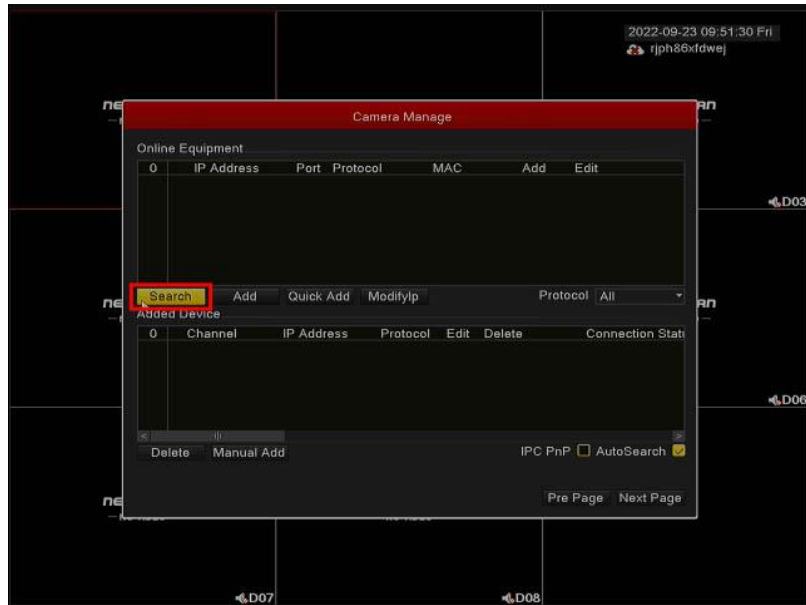 2022-09-23 09:51:30 Fri
rjph86xfdwej
Camera Manage
Online Equipment
0 IP Address Port Protocol MAC Add Edit
Search Add Quick Add ModifyIp Protocol All
Added Device
0 Channel IP Address Protocol Edit Delete Connection Stat
Delete Manual Add IPC PnP AutoSearch
Pre Page Next Page
D03
D06
D07 D08